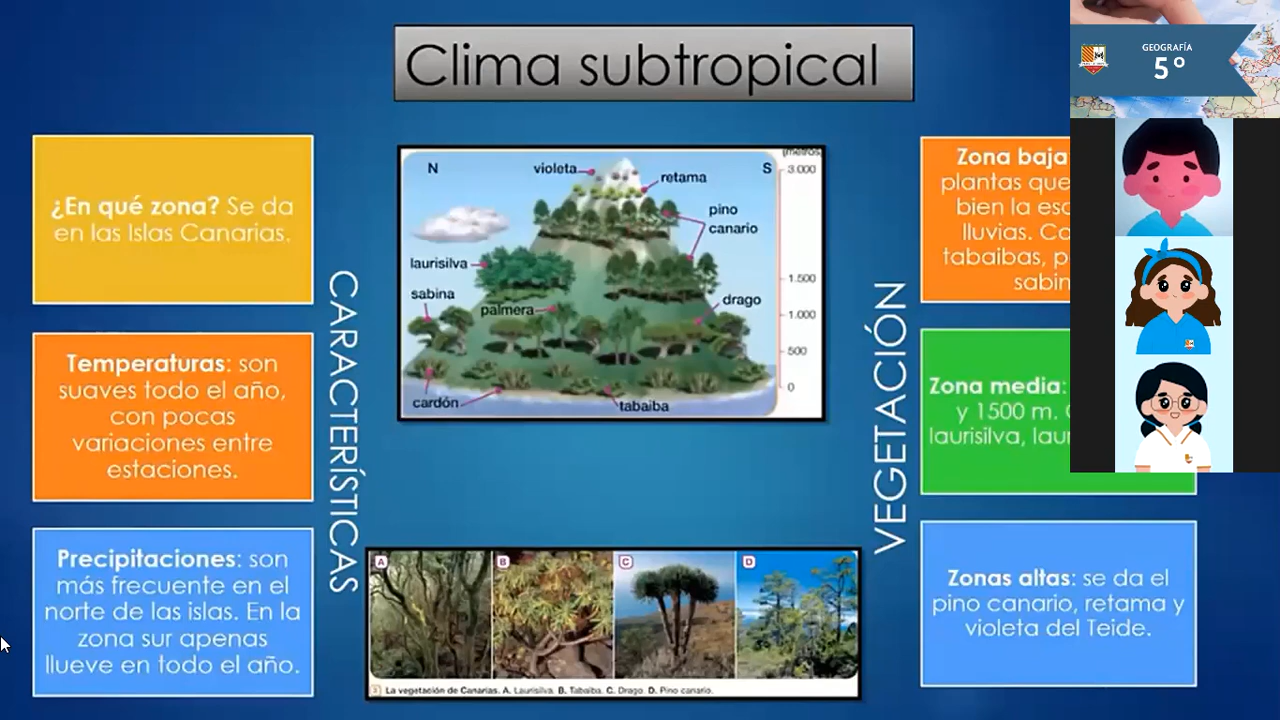 Clima subtropical
GEOGRAFÍA
5º
¿En qué zona? Se da
en las Islas Canarias.
Temperaturas: son
suaves todo el año,
con pocas
variaciones entre
estaciones.
Precipitaciones: son
más frecuente en el
norte de las islas. En la
zona sur apenas
llueve en todo el año.
CARACTERÍSTICAS
N
S
(metros)
violeta
retama
pino
canario
laurisilva
sabina
palmera
drago
cardón
tabaiba
3.000
1.500
1.000
500
0
A
B
C
D
La vegetación de Canarias. A. Laurisilva. B. Tabaiba. C. Drago. D. Pino canario.
VEGETACIÓN
Zona baja
plantas que
bien la
lluvias.
tabaibas,
Zona media:
y 1500 m.
laurisilva,
Zonas altas: se da el
pino canario, retama y
violeta del Teide.